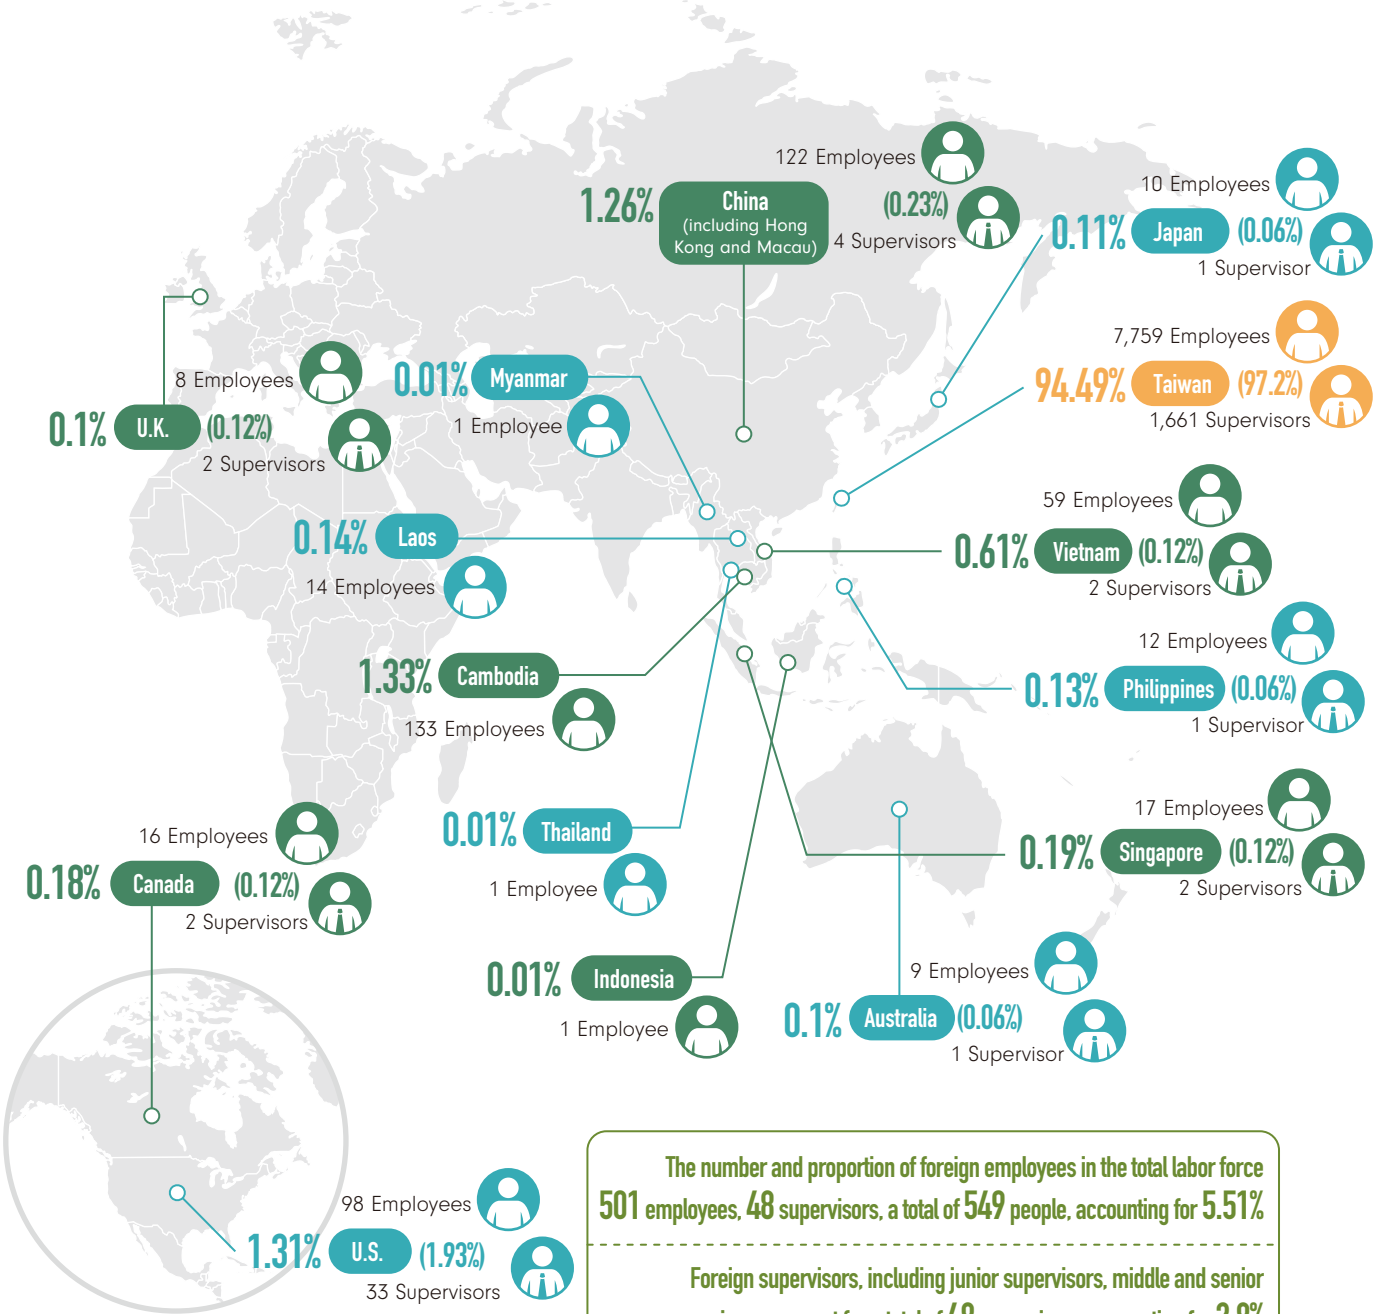 122 Employees
1.26%
China
(including Hong
Kong and Macau)
(0.23%)
4 Supervisors
10 Employees
0.11%
Japan
(0.06%)
1 Supervisor
7,759 Employees
94.49%
Taiwan
(97.2%)
1,661 Supervisors
8 Employees
0.1%
U.K.
(0.12%)
2 Supervisors
0.01%
Myanmar
1 Employee
59 Employees
0.61%
Vietnam
(0.12%)
2 Supervisors
0.14%
Laos
14 Employees
12 Employees
0.13%
Philippines
(0.06%)
1 Supervisor
1.33%
Cambodia
133 Employees
17 Employees
0.19%
Singapore
(0.12%)
2 Supervisors
0.01%
Thailand
1 Employee
16 Employees
0.18%
Canada
(0.12%)
2 Supervisors
0.01%
Indonesia
1 Employee
9 Employees
0.1%
Australia
(0.06%)
1 Supervisor
98 Employees
1.31%
U.S.
(1.93%)
33 Supervisors
The number and proportion of foreign employees in the total labor force
501 employees, 48 supervisors, a total of 549 people, accounting for 5.51%
Foreign supervisors, including junior supervisors, middle and senior